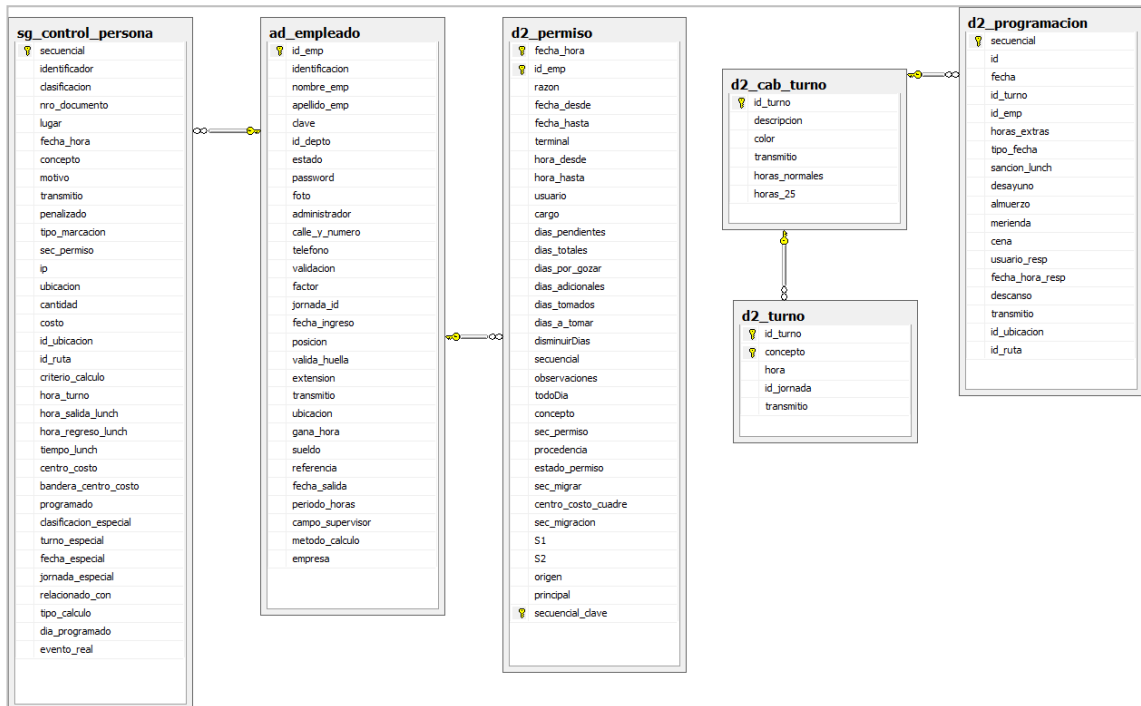 sg_control_persona
secuencial
identificador
clasificacion
nro_documento
lugar
fecha_hora
concepto
motivo
transmitio
penalizado
tipo_marcacion
sec_permiso
ip
ubicacion
cantidad
costo
id_ubicacion
id_ruta
criterio_calculo
hora_turno
hora_salida_lunch
hora_regreso_lunch
tiempo_lunch
centro_costo
bandera_centro_costo
programado
clasificacion_especial
turno_especial
fecha_especial
jornada_especial
relacionado_con
tipo_calculo
dia_programado
evento_real
ad_empleado
id_emp
identificacion
nombre_emp
apellido_emp
clave
id_depto
estado
password
foto
administrador
calle_y_numero
telefono
validacion
factor
jornada_id
fecha_ingreso
posicion
valida_huella
extension
transmitio
ubicacion
gana_hora
sueldo
referencia
fecha_salida
periodo_horas
campo_supervisor
metodo_calculo
empresa
d2_permiso
fecha_hora
id_emp
razon
fecha_desde
fecha_hasta
terminal
hora_desde
hora_hasta
usuario
cargo
dias_pendientes
dias_totales
dias_por_gozar
dias_adicionales
dias_tomados
dias_a_tomar
disminuirDias
secuencial
observaciones
todoDia
concepto
sec_permiso
procedencia
estado_permiso
sec_migrar
centro_costo_cuadre
sec_migracion
S1
S2
origen
principal
secuencial_clave
d2_cab_turno
id_turno
descripcion
color
transmitio
horas_normales
horas_25
d2_turno
id_turno
concepto
hora
id_jornada
transmitio
d2_programacion
secuencial
id
fecha
id_turno
id_emp
horas_extras
tipo_fecha
sancion_lunch
desayuno
almuerzo
merienda
cena
usuario_resp
fecha_hora_resp
descanso
transmitio
id_ubicacion
id_ruta